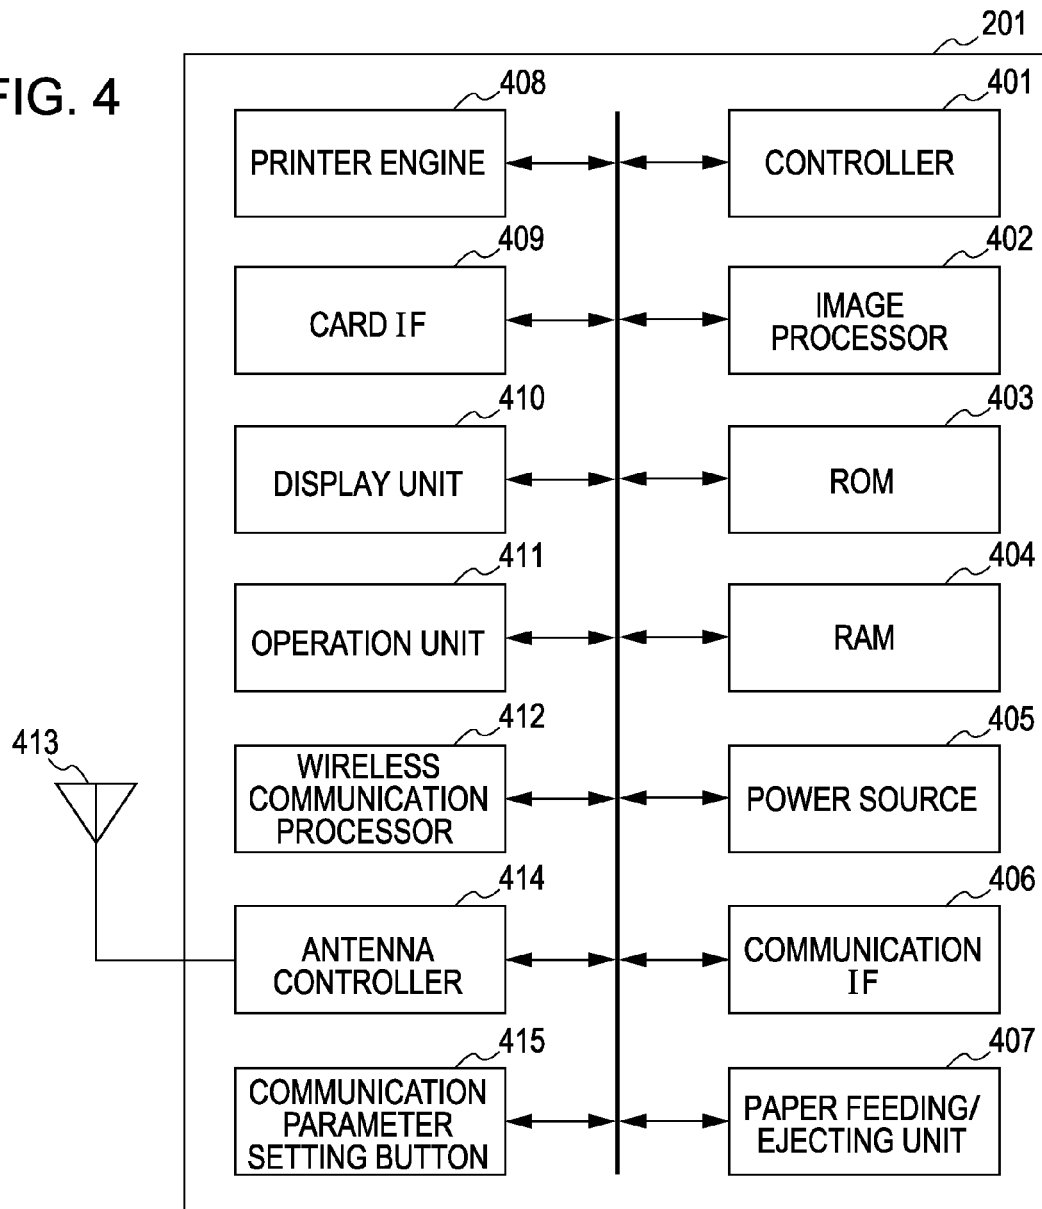 201
FIG. 4
408
PRINTER ENGINE
401
CONTROLLER
409
CARD IF
402
IMAGE
PROCESSOR
410
DISPLAY UNIT
403
ROM
411
OPERATION UNIT
404
RAM
412
WIRELESS
COMMUNICATION
PROCESSOR
405
POWER SOURCE
413
414
ANTENNA
CONTROLLER
406
COMMUNICATION
IF
415
COMMUNICATION
PARAMETER
SETTING BUTTON
407
PAPER FEEDING/
EJECTING UNIT